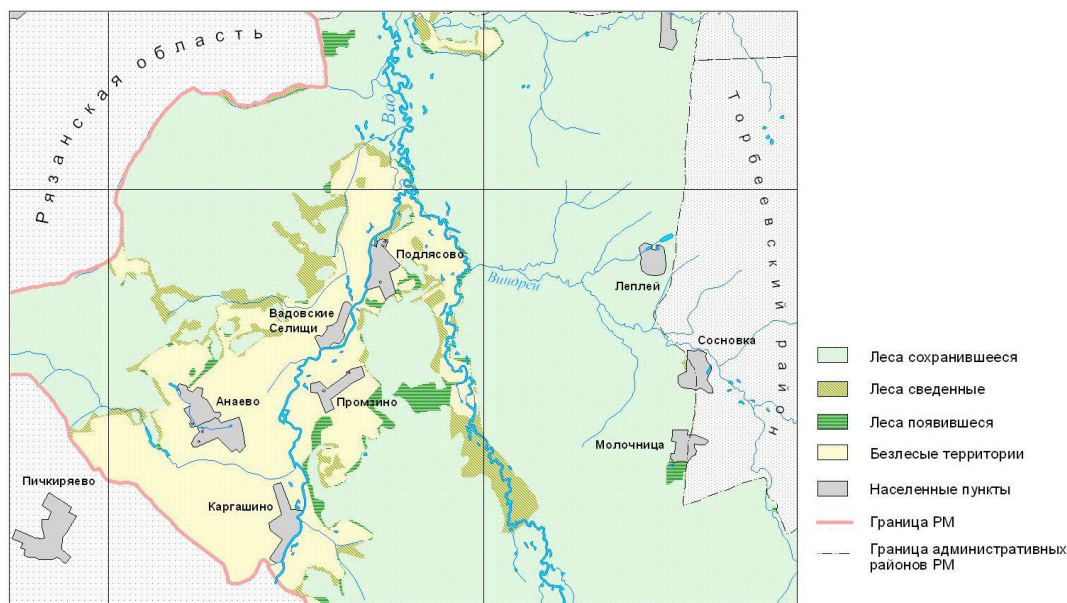 Рязанская область
Вад
Торбеевский район
Подлясово
Виндрей
Леплей
Вадовские
Селищи
Сосновка
Анаево
Промзино
Молочница
Пичкиряево
Каргашино
Леса сохранившееся
Леса сведенные
Леса появившиеся
Безлесые территории
Населенные пункты
Граница РМ
Граница административных
районов РМ